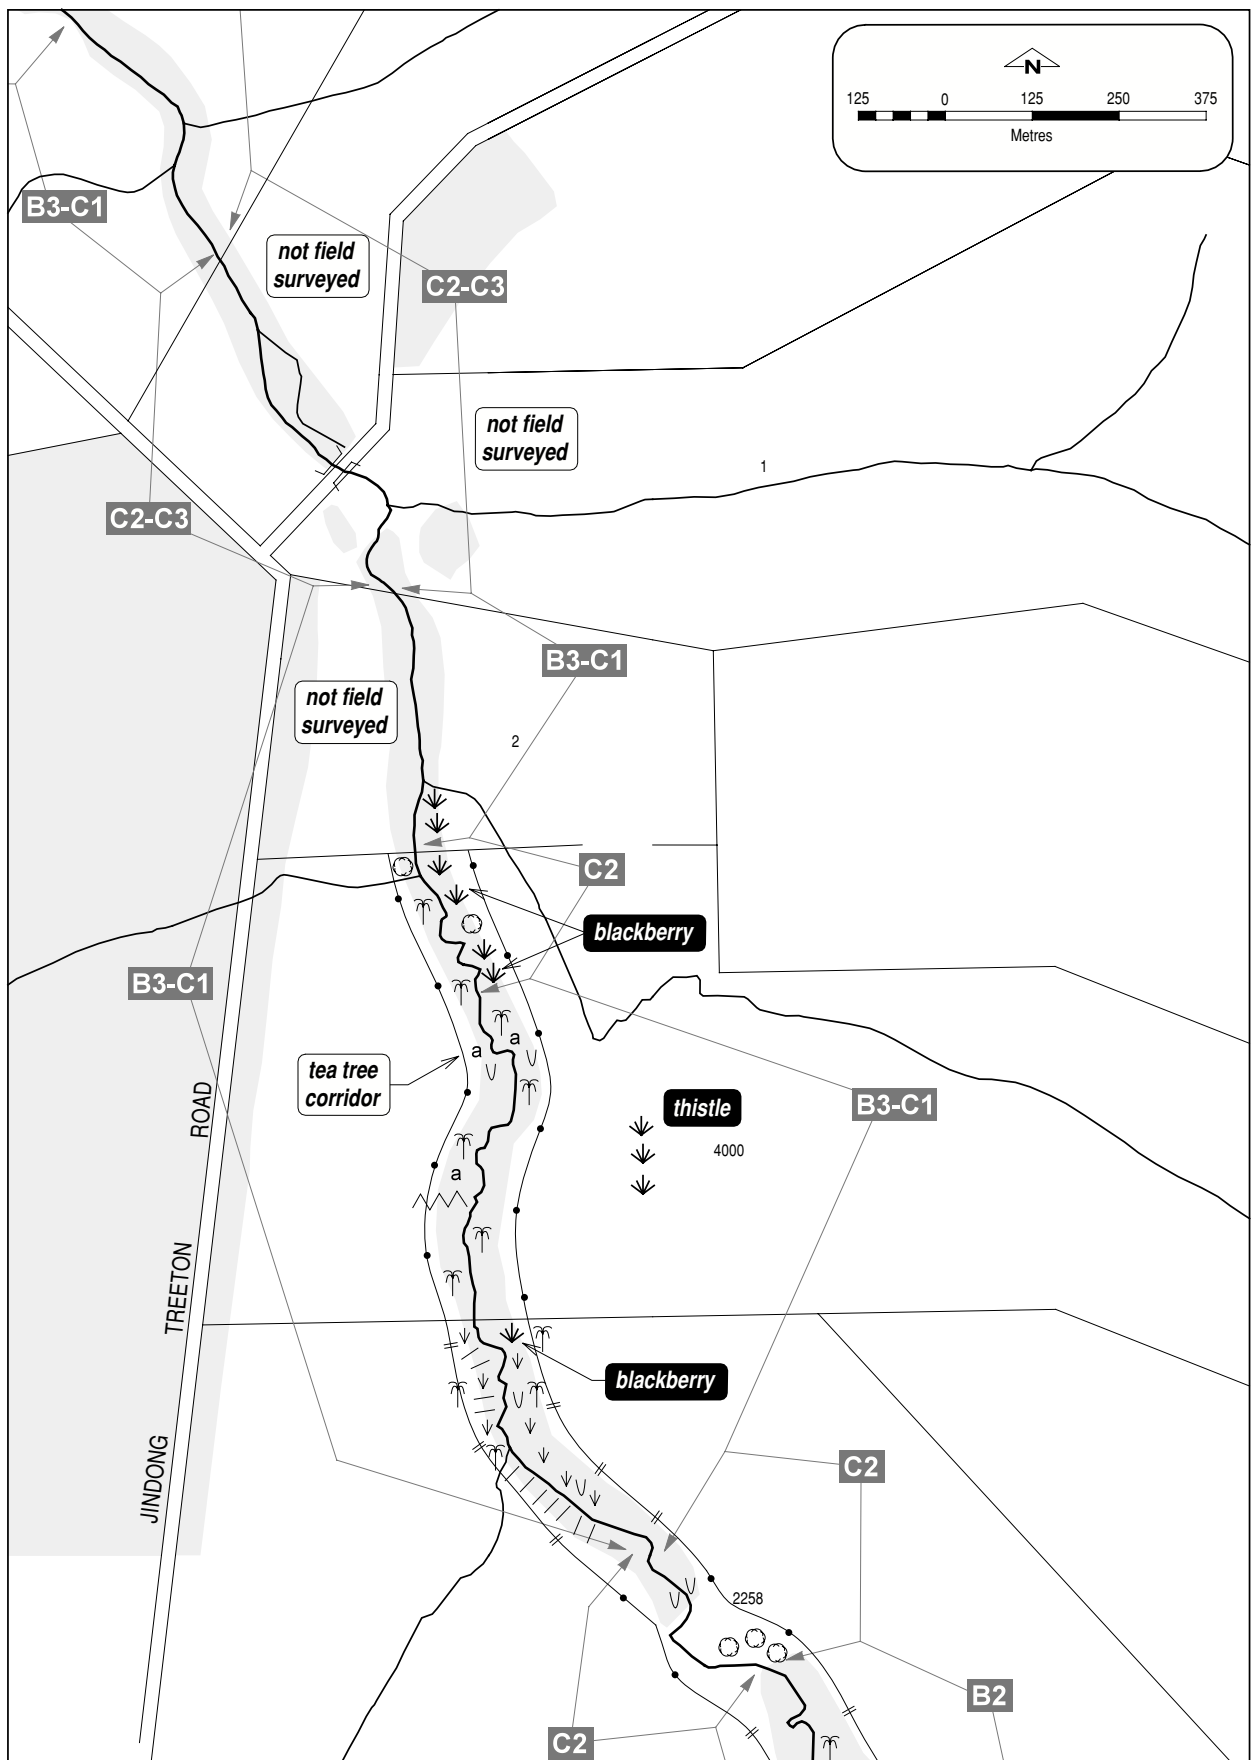 N
125 0 125 250 375
Metres
B3-C1
not field
surveyed
C2-C3
not field
surveyed
1
C2-C3
B3-C1
not field
surveyed
2
C2
blackberry
B3-C1
a
a
tea tree
corridor
thistle
B3-C1
4000
a
JINDONG TREETON ROAD
blackberry
C2
2258
B2
C2